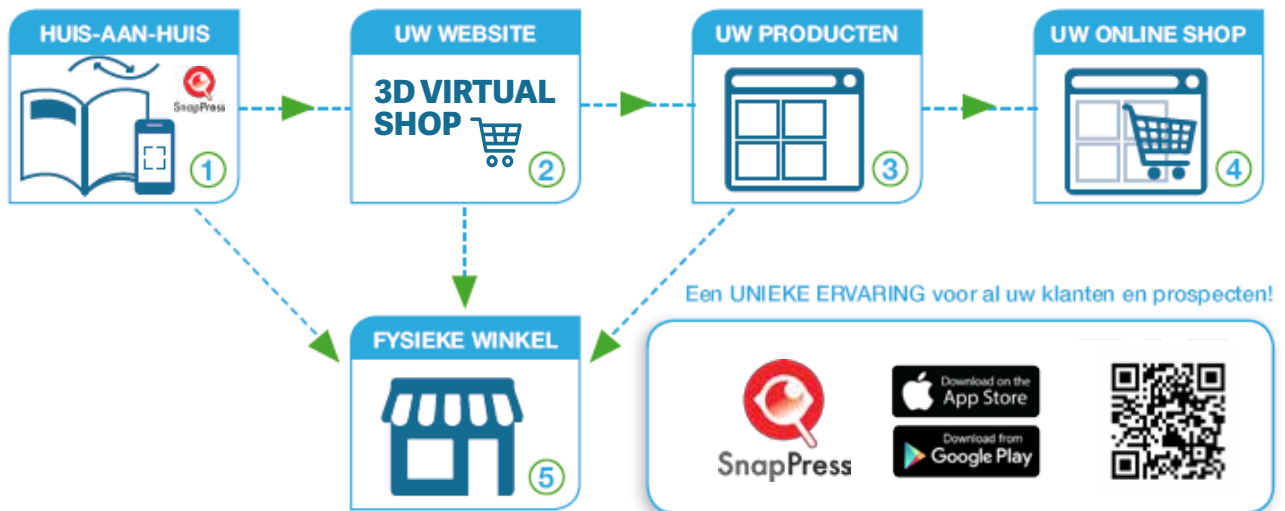 HUIS-AAN-HUIS
SnapPress
1
UW WEBSITE
3D VIRTUAL
SHOP
2
UW PRODUCTEN
3
UW ONLINE SHOP
4
Een UNIEKE ERVARING voor al uw klanten en prospecten!
FYSIEKE WINKEL
5
SnapPress
Download on the
App Store
Download from
Google Play